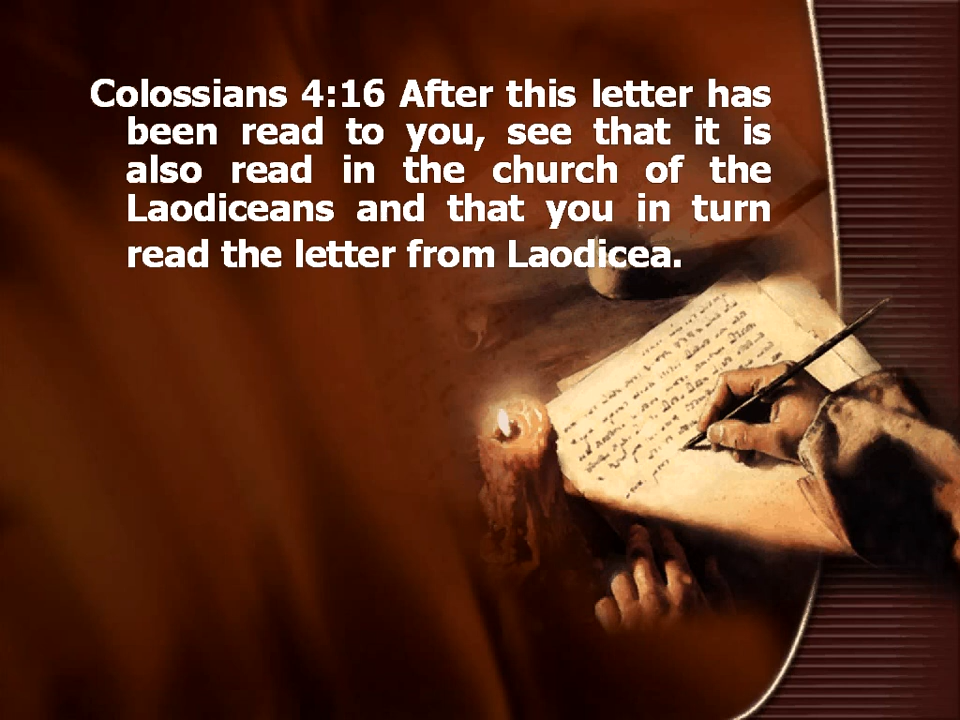 Colossians 4:16 After this letter has
been read to you, see that it is
also read in the church of the
Laodiceans and that you in turn
read the letter from Laodicea.